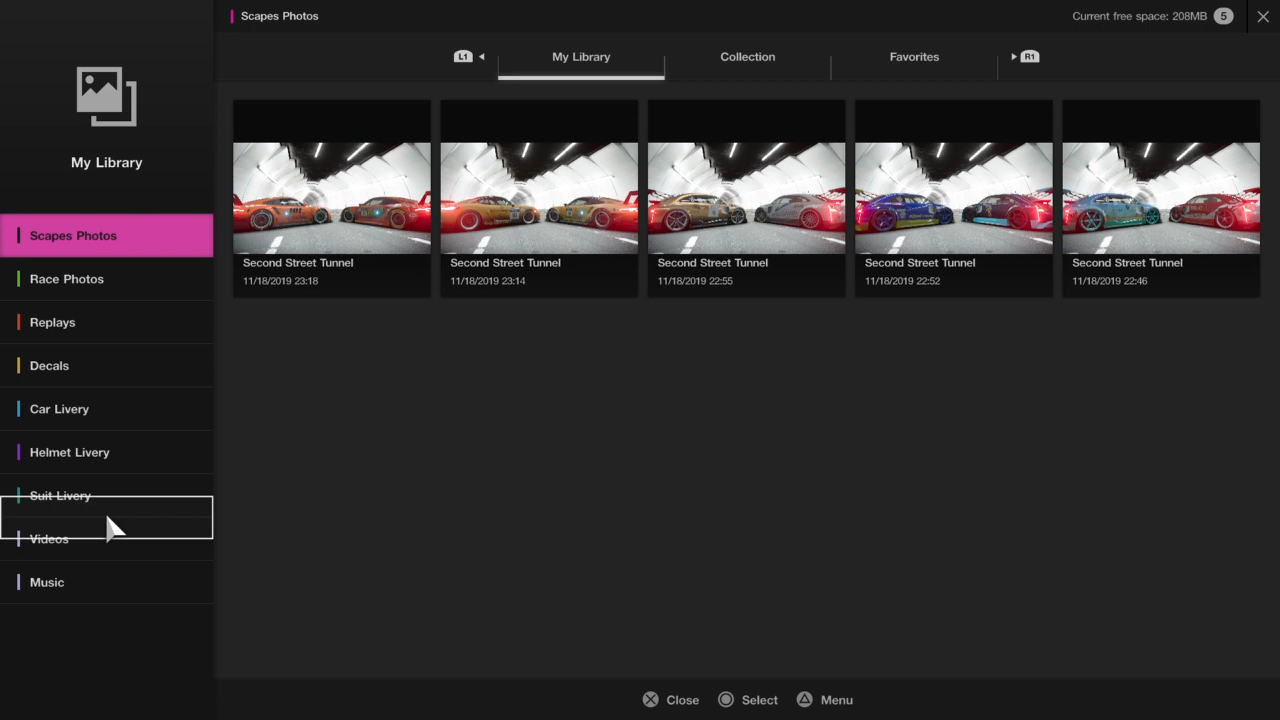 Scapes Photos
Current free space: 208MB 5
L1 My Library Collection Favorites R1
My Library
Scapes Photos
Race Photos
Replays
Decals
Car Livery
Helmet Livery
Suit Livery
Videos
Music
Second Street Tunnel
11/18/2019 23:18
Second Street Tunnel
11/18/2019 23:14
Second Street Tunnel
11/18/2019 22:55
Second Street Tunnel
11/18/2019 22:52
Second Street Tunnel
11/18/2019 22:46
Close Select Menu